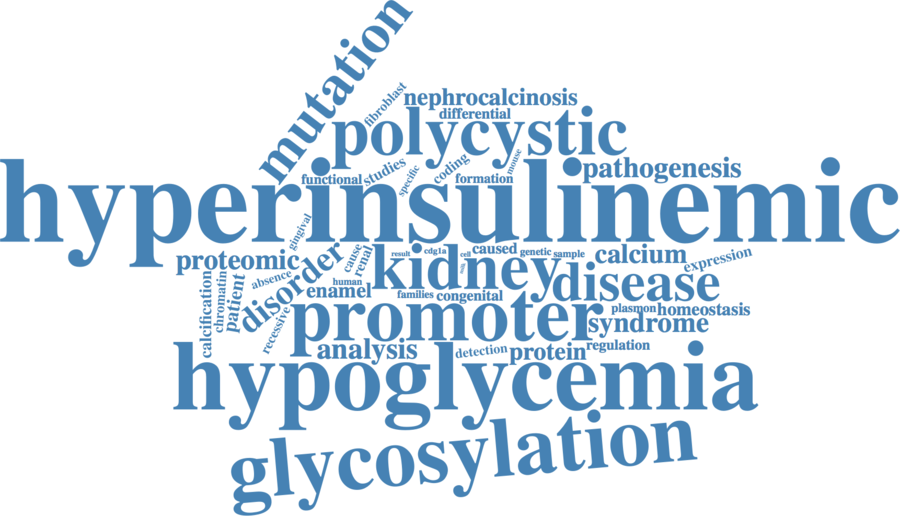 mutation
fibroblast
nephrocalcinosis
differential
polycystic
functional
studies
specific
coding
formation
mouse
pathogenesis
hyperinsulinemic
gingival
proteomic
disorder
cause
renal
result
cdg1a
cell
caused
genetic
sample
calcium
expression
calcification
chromatin
patient
absence
human
enamel
kidney
disease
families
congenital
recessive
promoter
plasmon
homeostasis
syndrome
analysis
detection
protein
regulation
hypoglycemia
glycosylation